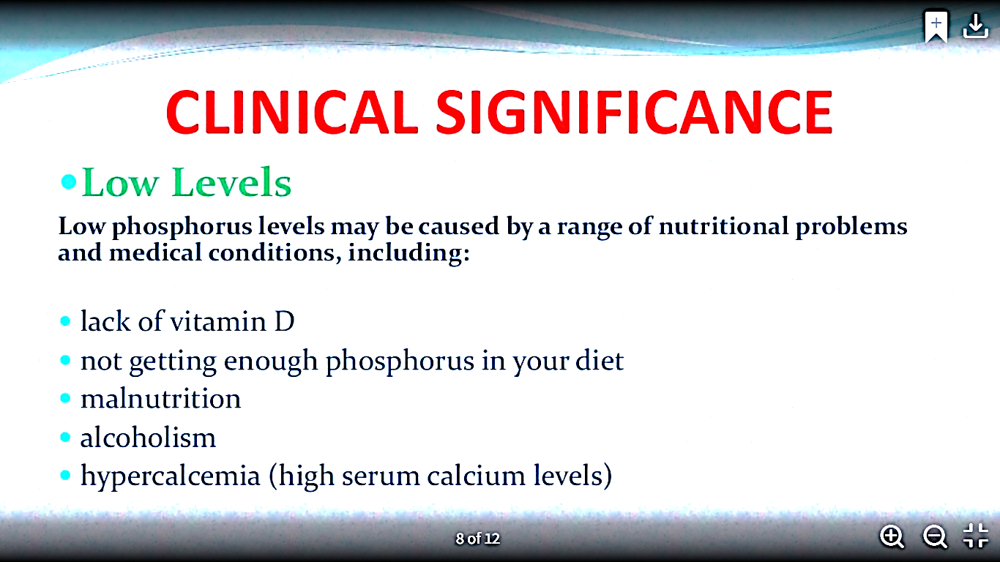 CLINICAL SIGNIFICANCE
•Low Levels
Low phosphorus levels may be caused by a range of nutritional problems
and medical conditions, including:
• lack of vitamin D
• not getting enough phosphorus in your diet
• malnutrition
• alcoholism
• hypercalcemia (high serum calcium levels)
8 of 12